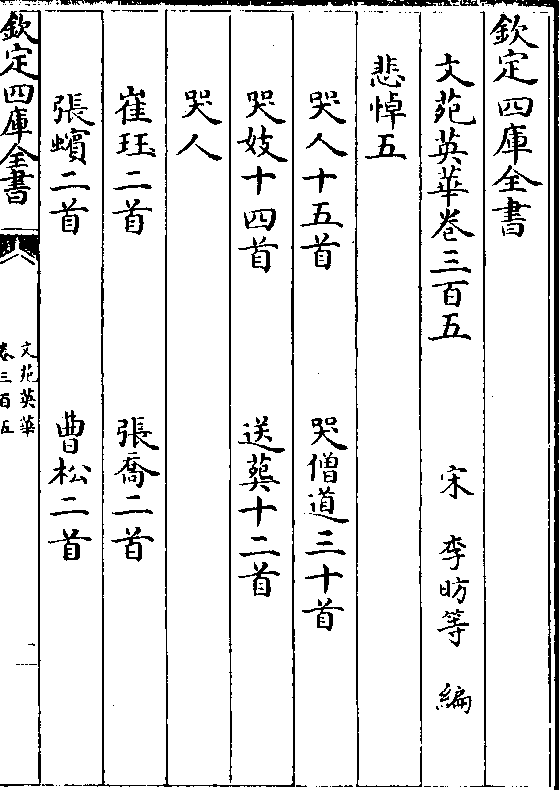 欽定四庫全書
文苑英華卷三百五
宋 李昉等 編
悲悼五
哭人十五首 哭僧道三十首
哭妓十四首 送葬十二首
哭人
崔珏二首 張喬二首
張蠙二首 曹松二首
欽定四庫全書
文苑英華
卷三百五